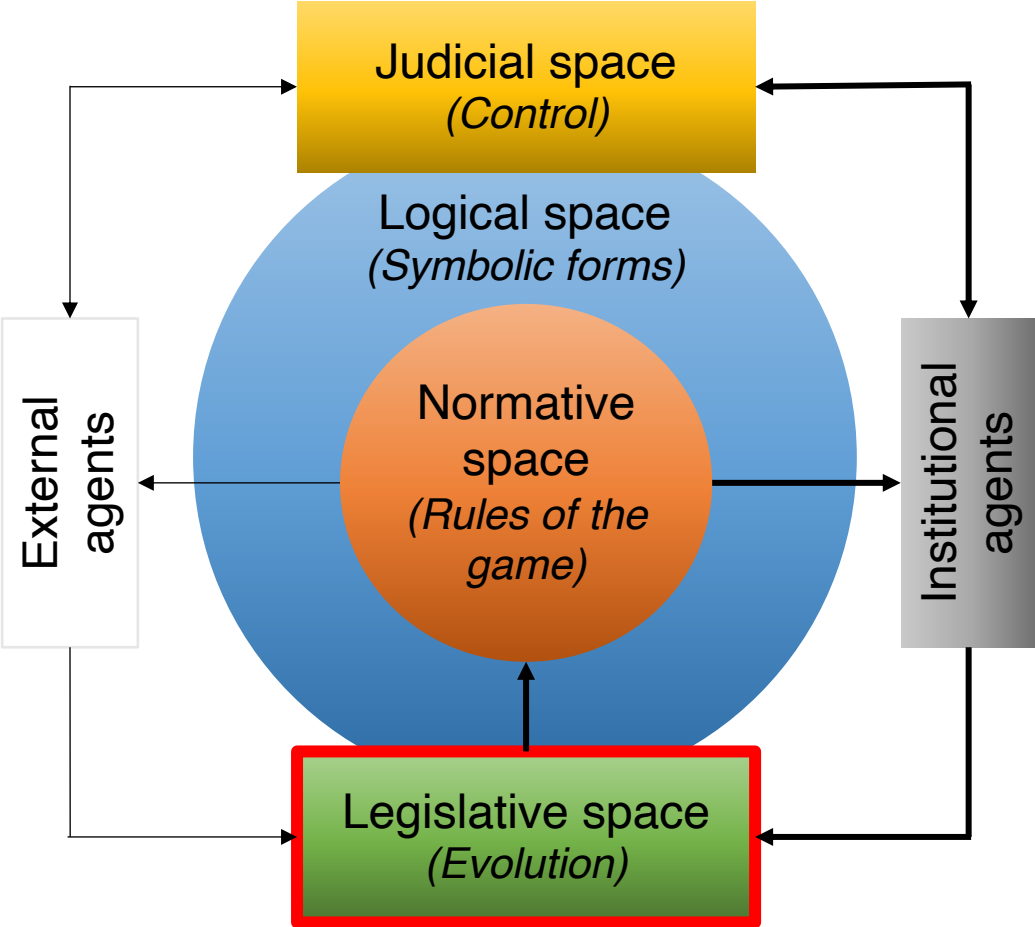 Judicial space
(Control)
Logical space
(Symbolic forms)
Normative
space
(Rules of the
game)
External
agents
Institutional
agents
Legislative space
(Evolution)